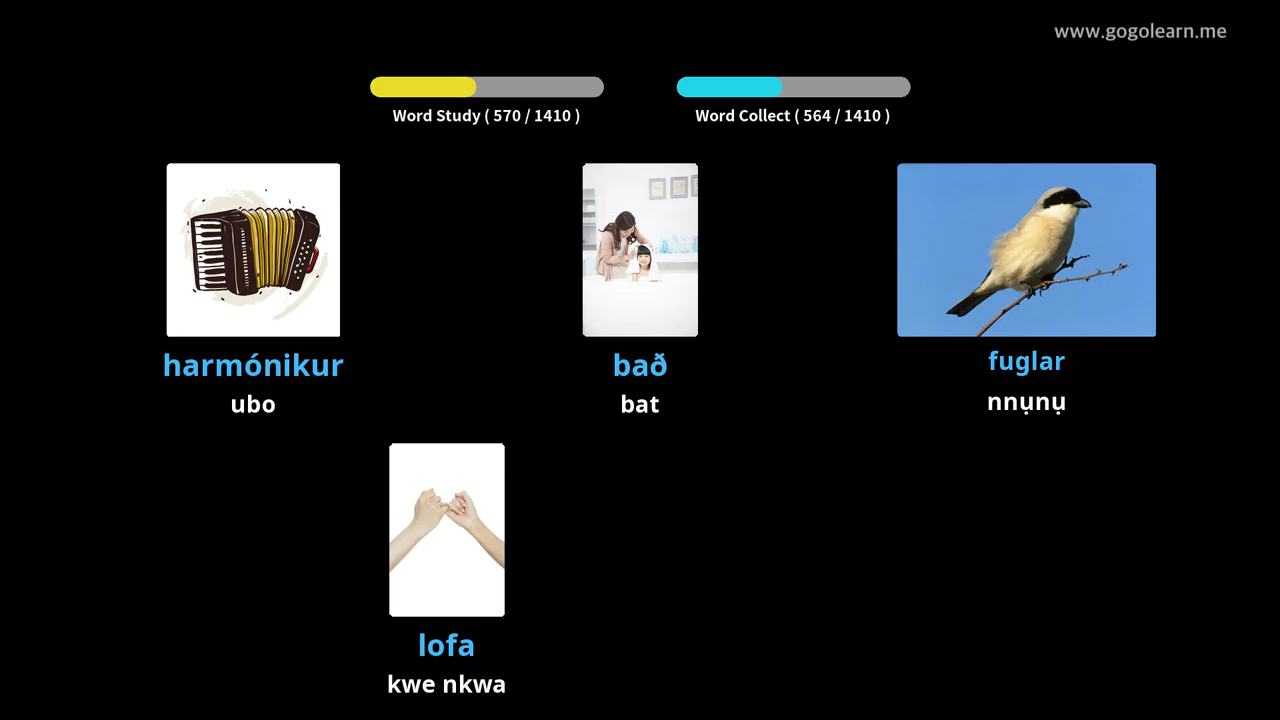 www.gogolearn.me
Word Study ( 570 / 1410 )
Word Collect ( 564 / 1410 )
harmónikur
ubo
bað
bat
fuglar
nnụnụ
lofa
kwe nkwa